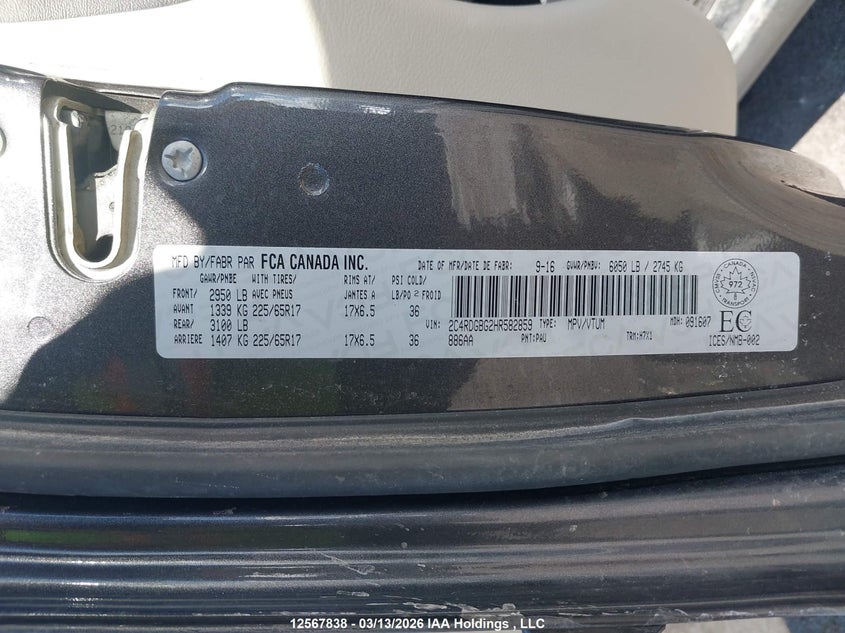 MFD BY/FABR PAR FCA CANADA INC. DATE OF MFR/DATE DE FABR: 9-16 GVWR/PNBV: 6050 LB / 2745 KG
GAWR/PNBE WITH TIRES/ RIMS AT/ PSI COLD/
FRONT/ 2950 LB AVEC PNEUS JANTES A LB/PO 2 FROID
AVANT 1339 KG 225/65R17 17X6.5 36
REAR/ 3100 LB
ARRIERE 1407 KG 225/65R17 17X6.5 36
VIN: 2C4RDGBG2HR582859 TYPE: MPV/VTUM MDH: 091607
886AA PNT:PAU TRM:H7X1
CANADA
972
8
TRANSPORT
EC
ICES/NMB-002
12567838 - 03/13/2026 IAA Holdings , LLC